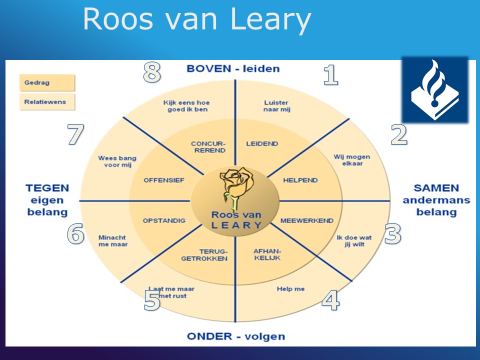 Roos van Leary
BOVEN - leiden
Gedrag
Relatiewens
8
1
Kijk eens hoe
goed ik ben
Luister
naar mij
7
2
CONCUR-
REREND
LEIDEND
Wees bang
voor mij
Wij mogen
elkaar
OFFENSIEF
HELPEND
TEGEN
eigen
belang
SAMEN
andermans
belang
Roos van
LEARY
OPSTANDIG
MEEWERKEND
6
3
Minacht
me maar
Ik doe wat
jij wilt
TERUG-
GETROKKEN
AFHAN-
KELIJK
Laat me maar
met rust
Help me
5
4
ONDER - volgen